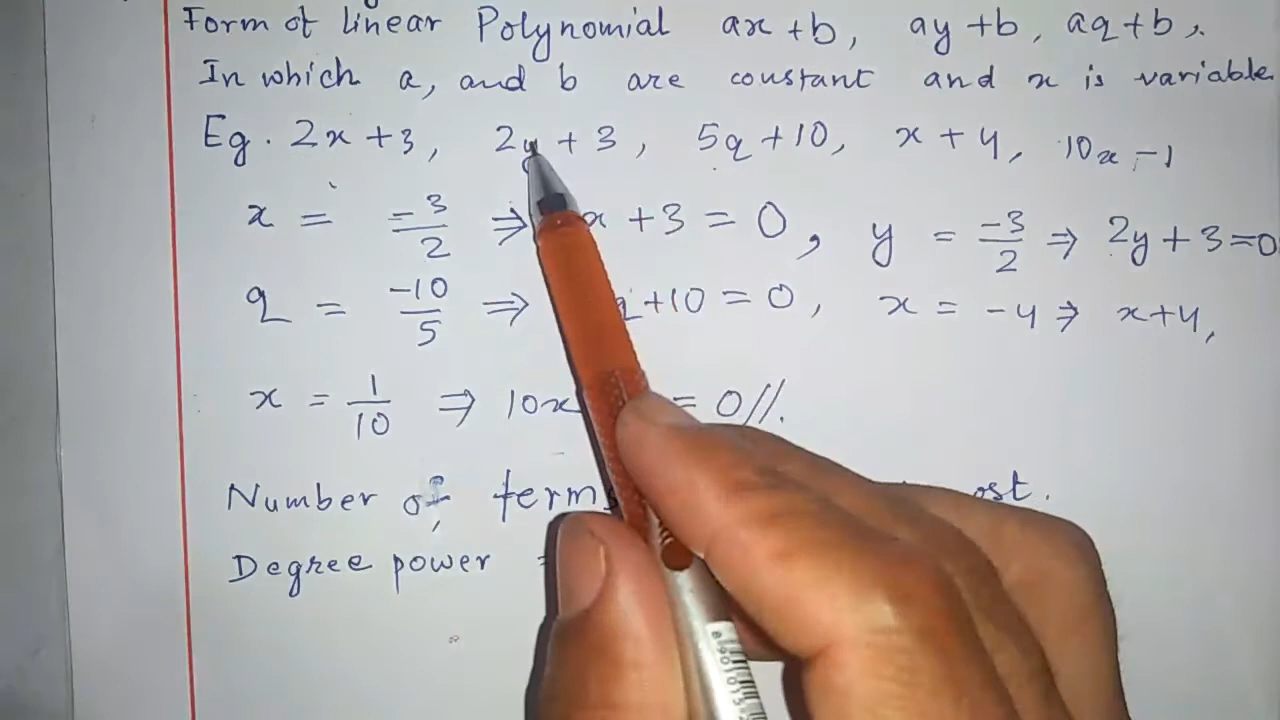 Form of linear Polynomial ax+b, ay+b, aq+b,.
In which a, and b are constant and x is variable
Eg. 2x+3, 2y+3, 5q+10, x+4, 10x-1
x = -3/2 ⇒ x+3=0, y = -3/2 ⇒ 2y+3=0
q = -10/5 ⇒ +10=0, x = -4 ⇒ x+4,
x = 1/10 ⇒ 10x = 0//.
Number of, terms
Degree power =